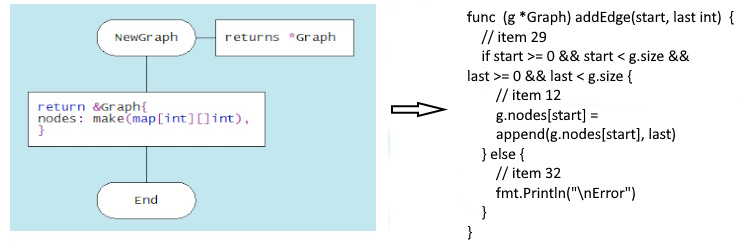 NewGraph
returns *Graph
return &Graph{
nodes: make(map[int][]int),
}
End
func (g *Graph) addEdge(start, last int) {
// item 29
if start >= 0 && start < g.size &&
last >= 0 && last < g.size {
// item 12
g.nodes[start] =
append(g.nodes[start], last)
} else {
// item 32
fmt.Println("\nError")
}
}